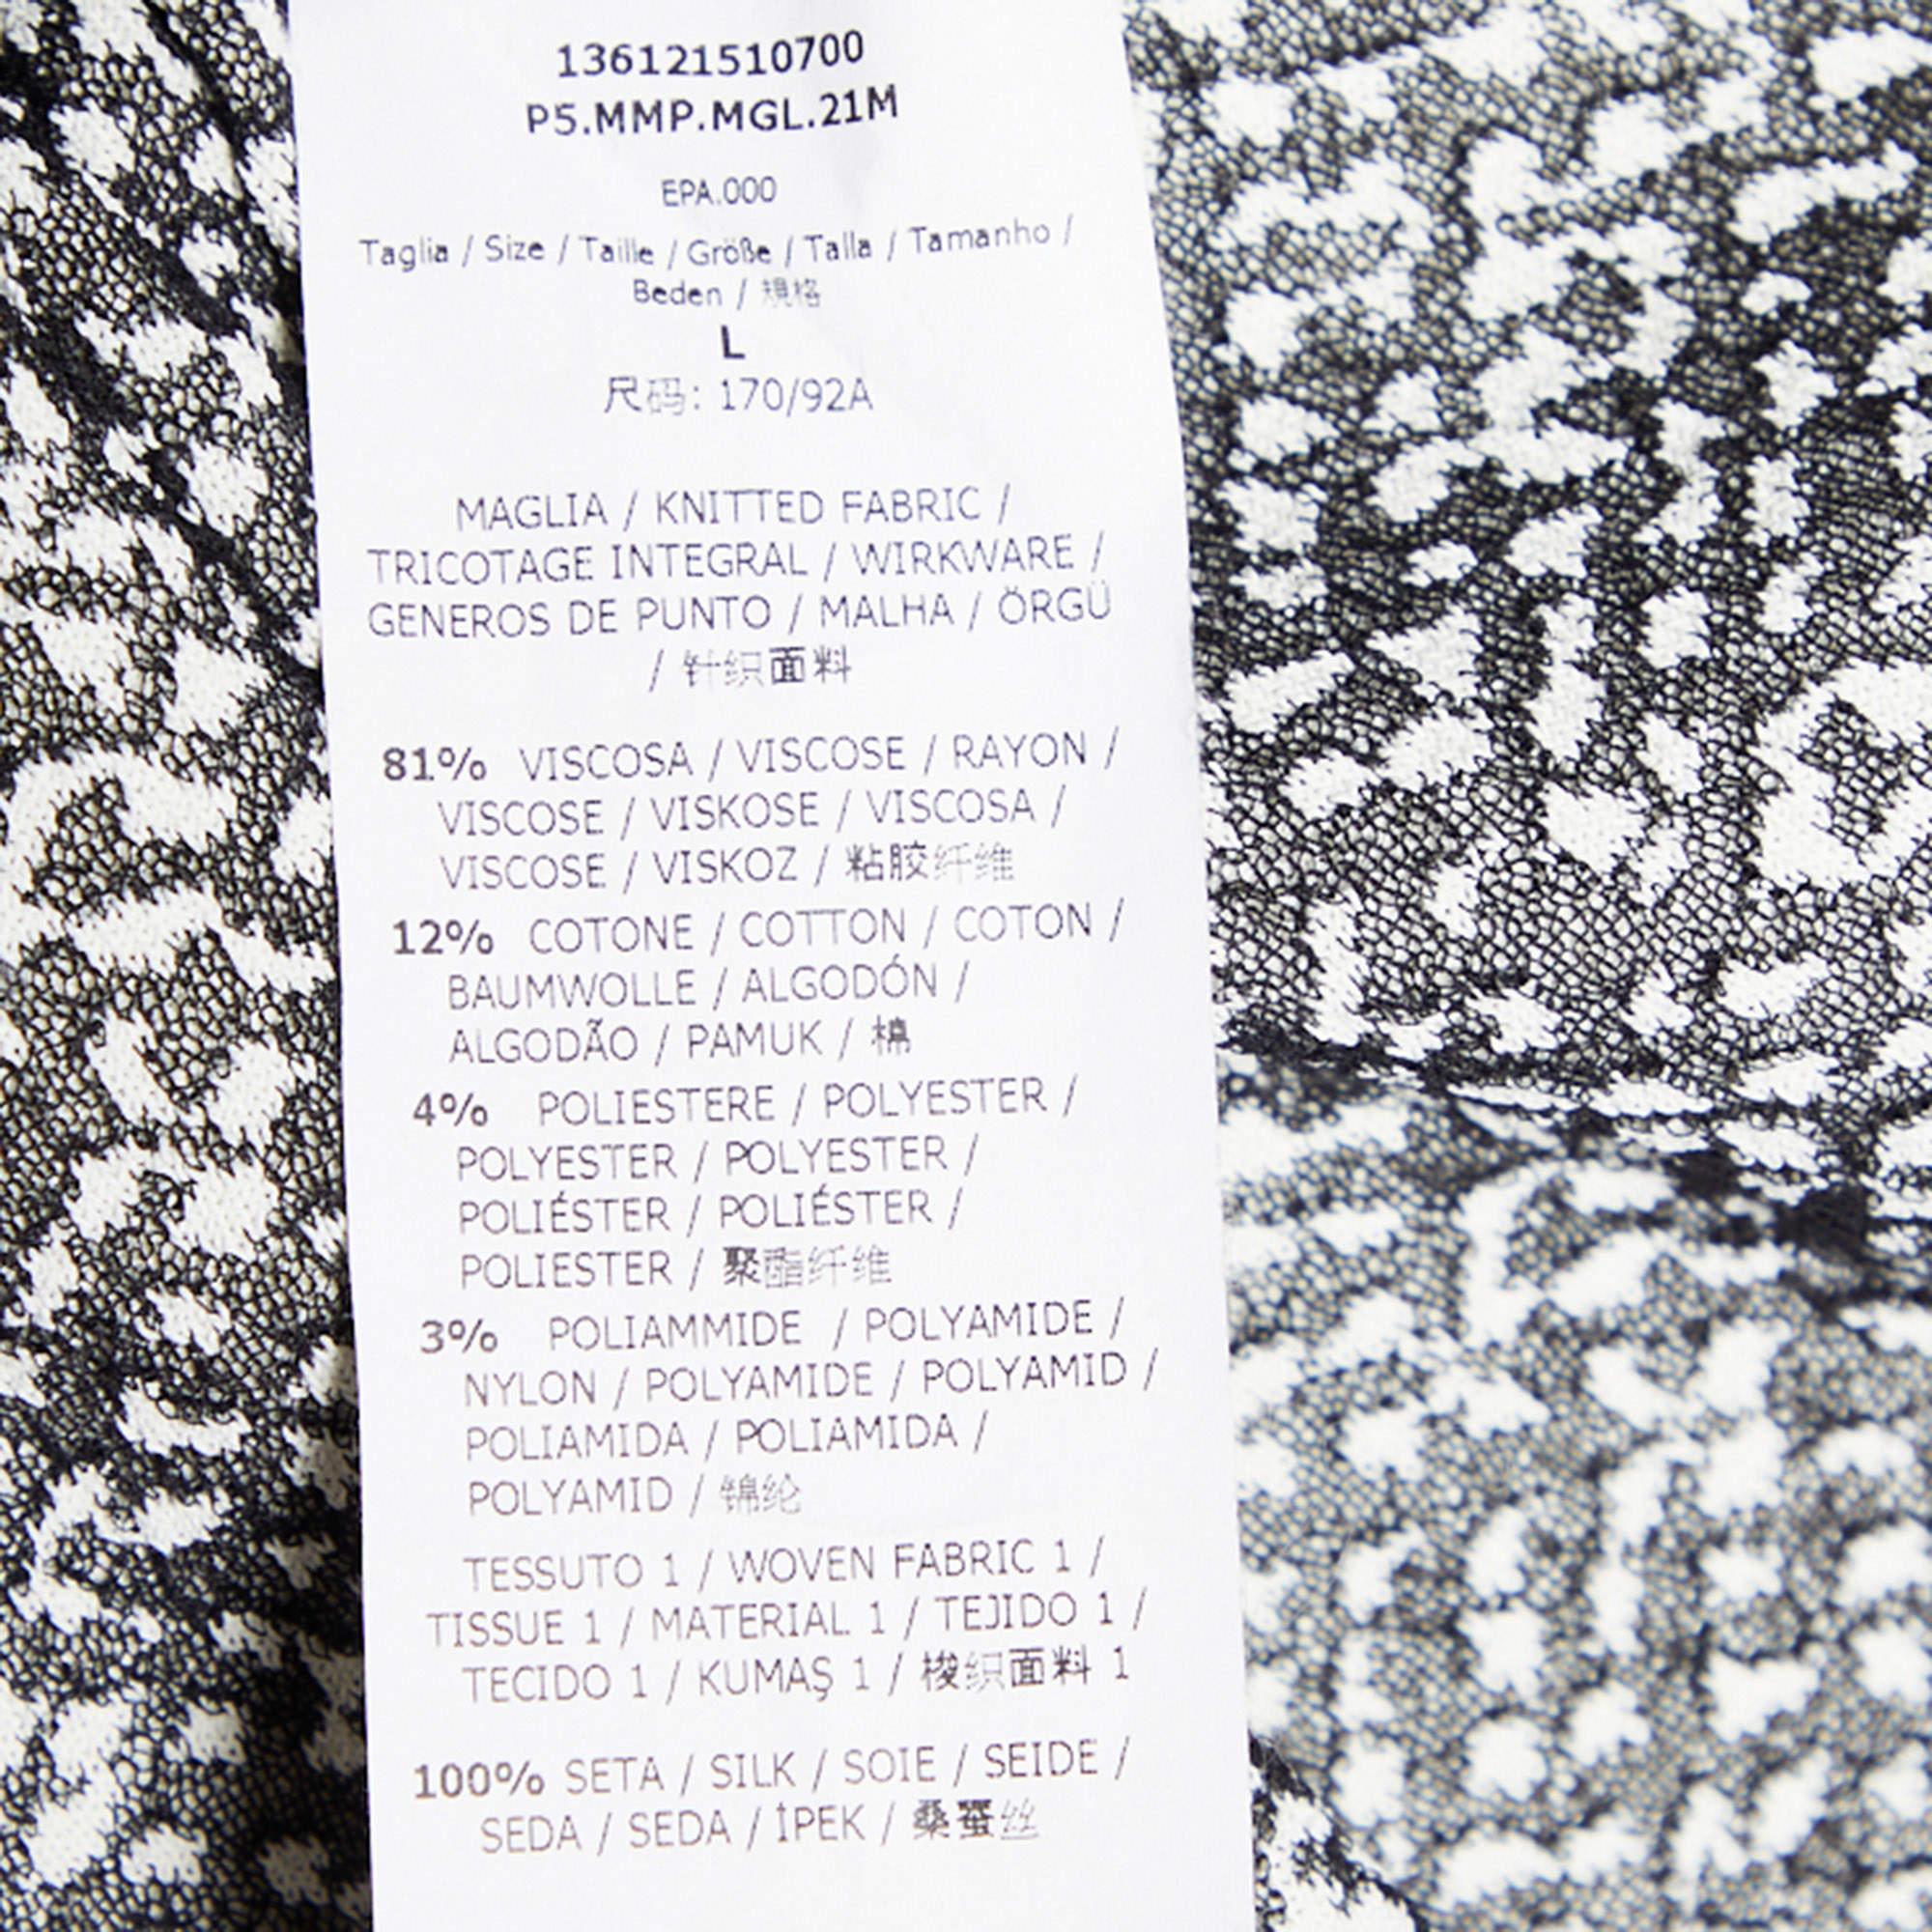 136121510700
P5.MMP.MGL.21M
EPA.000
Taglia / Size / Taille / Größe / Talla / Tamanho /
Beden / 規格
L
尺码: 170/92A
MAGLIA / KNITTED FABRIC /
TRICOTAGE INTEGRAL / WIRKWARE /
GENEROS DE PUNTO / MALHA / ÖRGÜ
/ 针织面料
81% VISCOSA / VISCOSE / RAYON /
VISCOSE / VISKOSE / VISCOSA /
VISCOSE / VISKOZ / 粘胶纤维
12% COTONE / COTTON / COTON /
BAUMWOLLE / ALGODÓN /
ALGODÃO / PAMUK / 棉
4% POLIESTERE / POLYESTER /
POLYESTER / POLYESTER /
POLIÉSTER / POLIÉSTER /
POLIESTER / 聚酯纤维
3% POLIAMMIDE / POLYAMIDE /
NYLON / POLYAMIDE / POLYAMID /
POLIAMIDA / POLIAMIDA /
POLYAMID / 锦纶
TESSUTO 1 / WOVEN FABRIC 1 /
TISSUE 1 / MATERIAL 1 / TEJIDO 1 /
TECIDO 1 / KUMAŞ 1 / 梭织面料 1
100% SETA / SILK / SOIE / SEIDE /
SEDA / SEDA / İPEK / 桑蚕丝